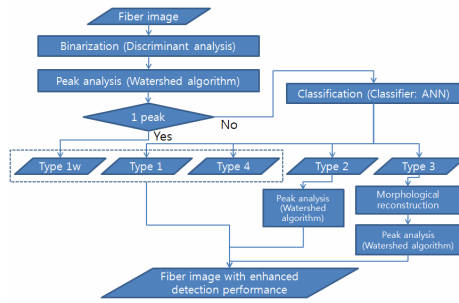 Fiber image
Binarization (Discriminant analysis)
Peak analysis (Watershed algorithm)
Classification (Classifier: ANN)
1 peak
No
Yes
Type 1w
Type 1
Type 4
Type 2
Type 3
Peak analysis
(Watershed
algorithm)
Morphological
reconstruction
Peak analysis
(Watershed algorithm)
Fiber image with enhanced
detection performance